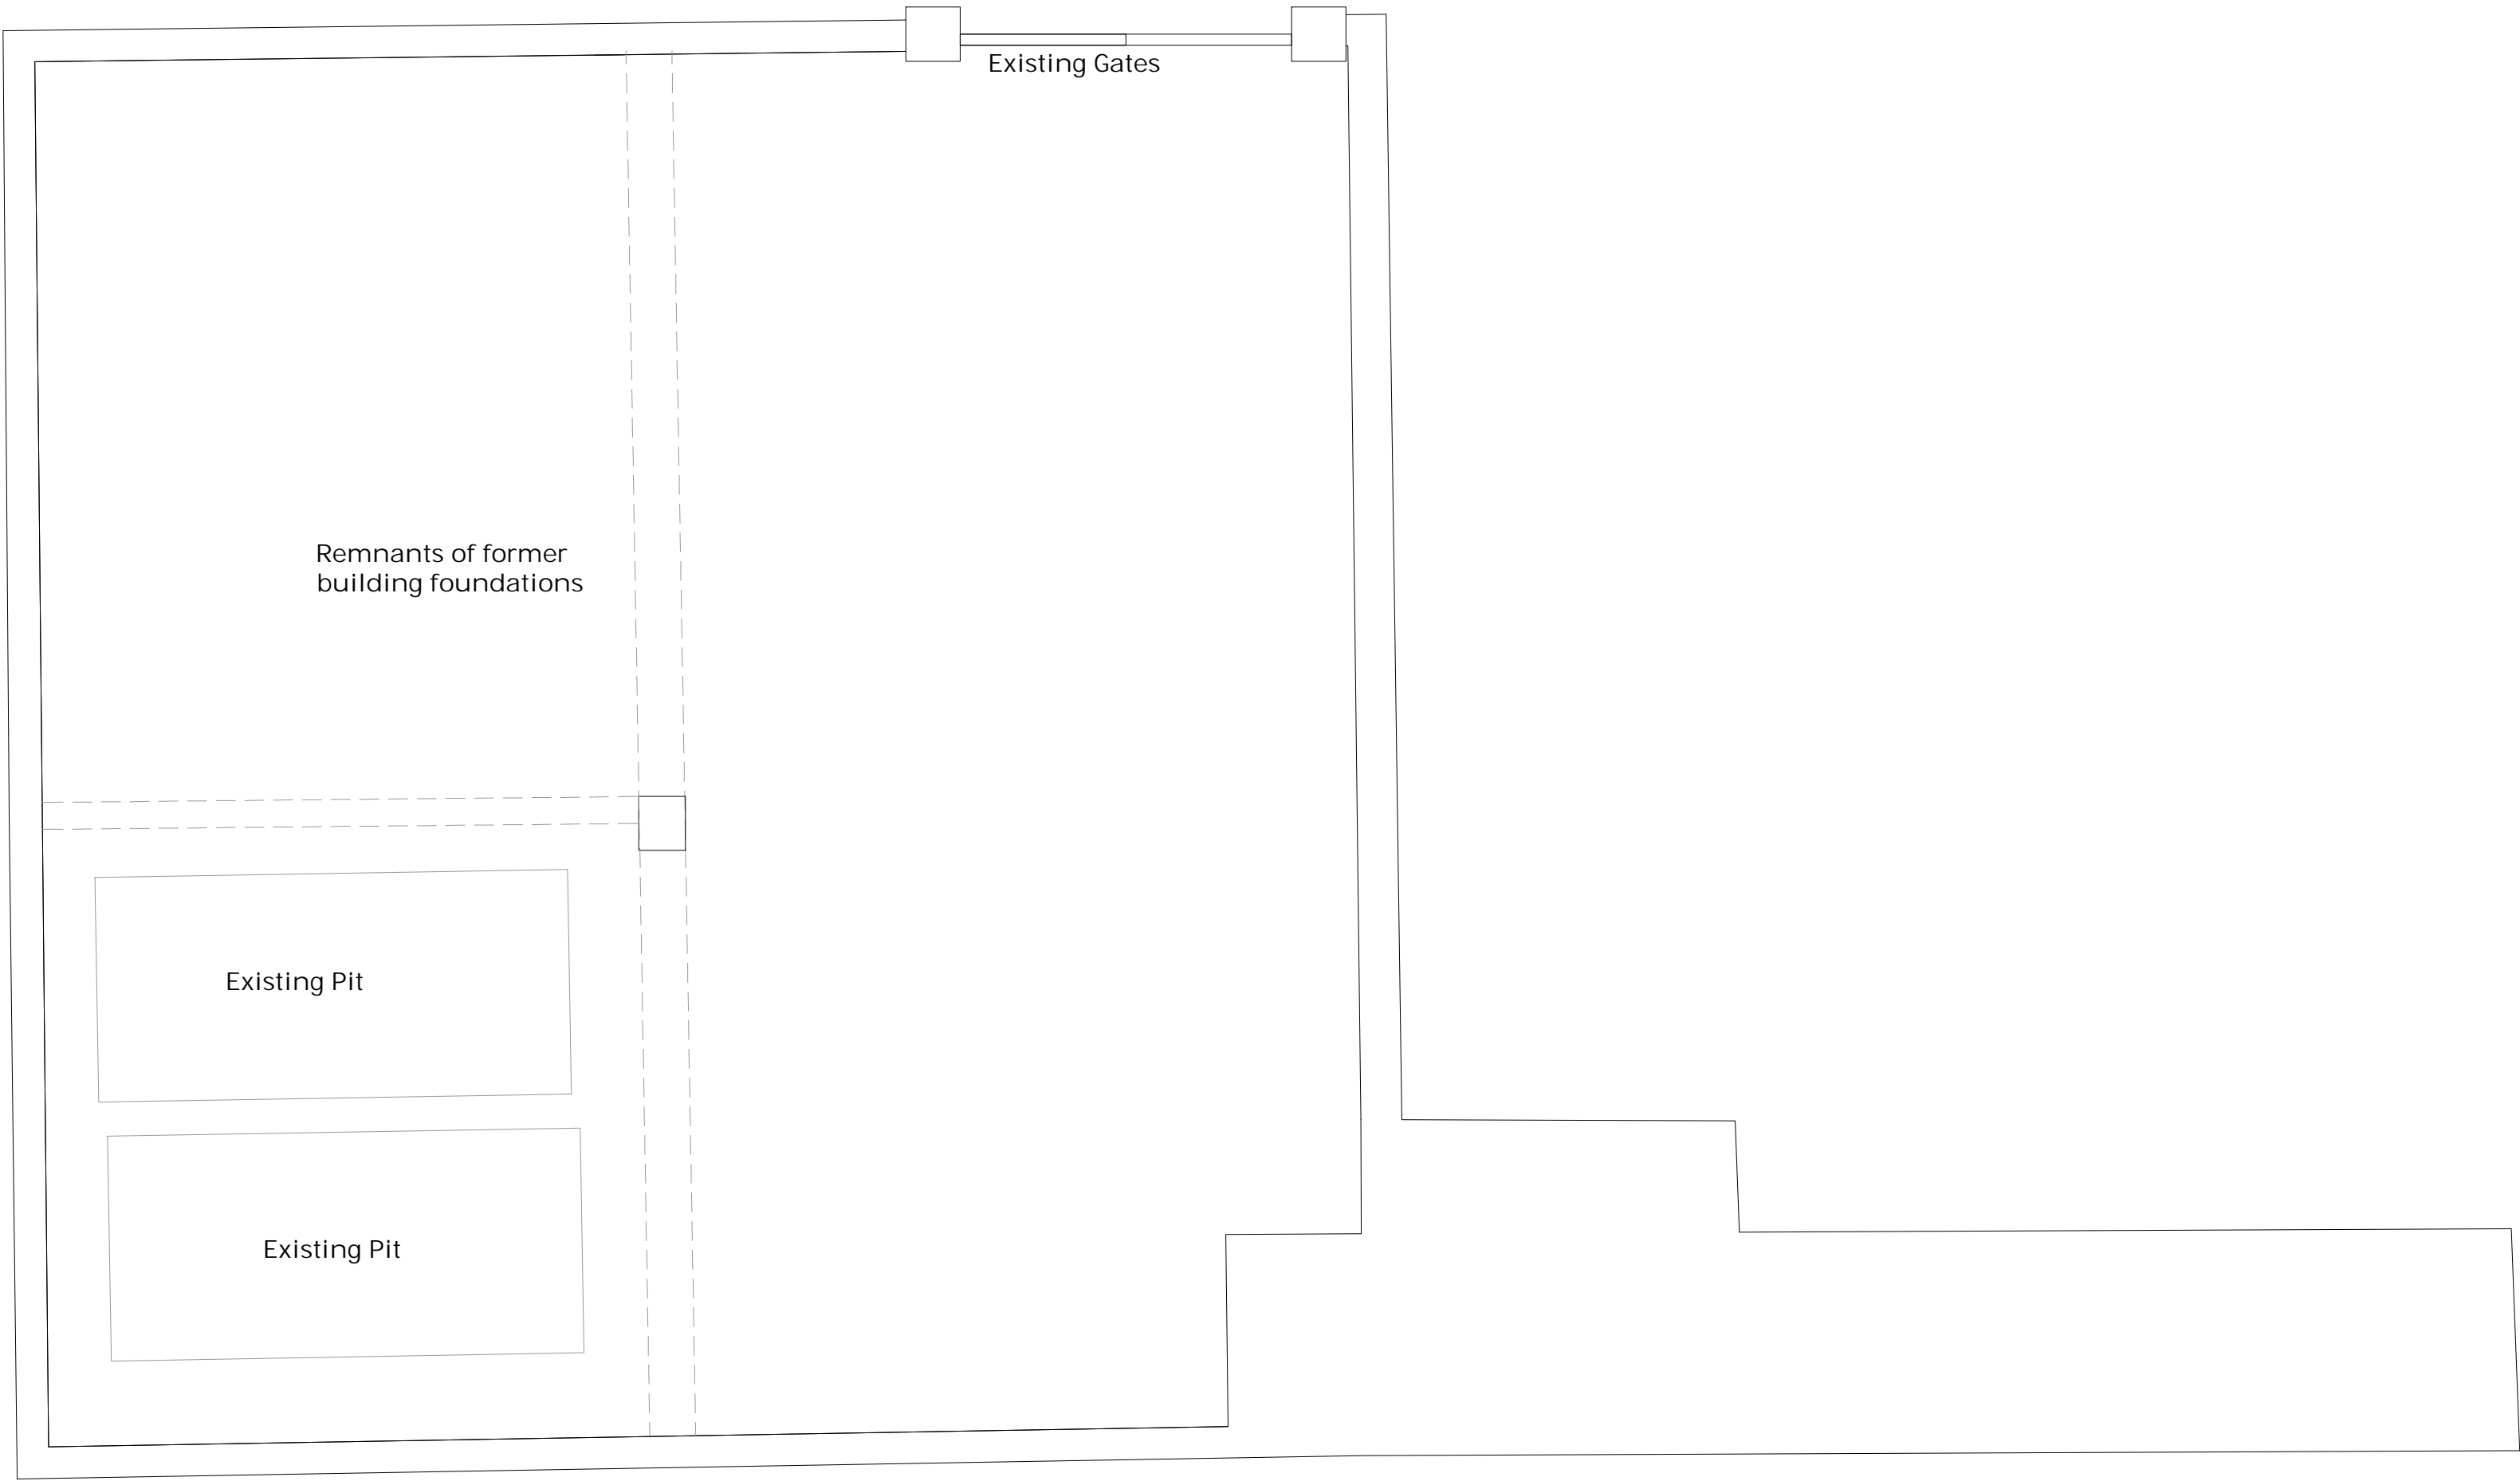 Existing Gates
Remnants of former
building foundations
Existing Pit
Existing Pit